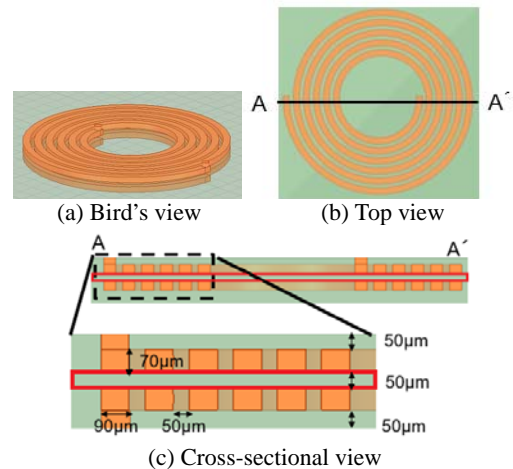 A
A´
(a) Bird's view
(b) Top view
A
A´
50μm
70μm
50μm
90μm
50μm
50μm
(c) Cross-sectional view